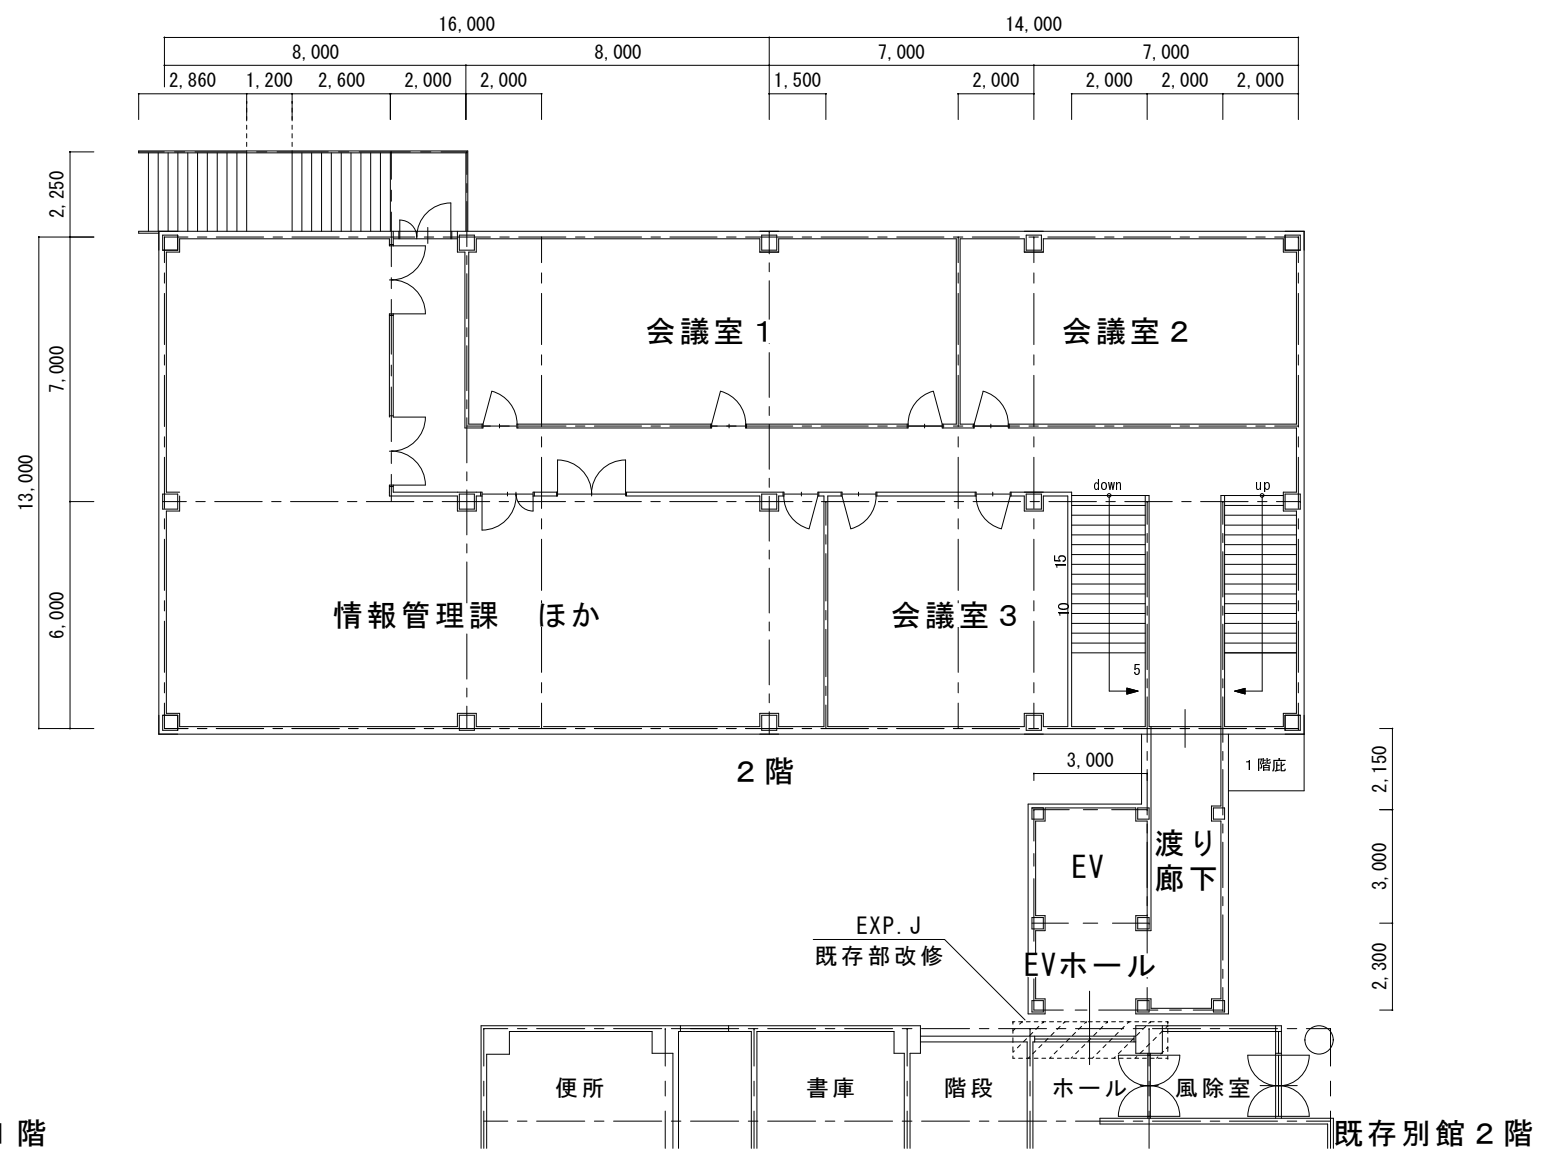 16,000 14,000
8,000 8,000 7,000 7,000
2,860 1,200 2,600 2,000 2,000 1,500 2,000 2,000 2,000 2,000
2,250
会議室1 会議室2
7,000
13,000
down up
15
10
6,000
情報管理課 ほか 会議室3
5
2階
3,000
1階庇
2,150
渡り
廊下
EV
3,000
EXP.J
既存部改修
EVホール
2,300
便所 書庫 階段 ホール 風除室
階 既存別館2階